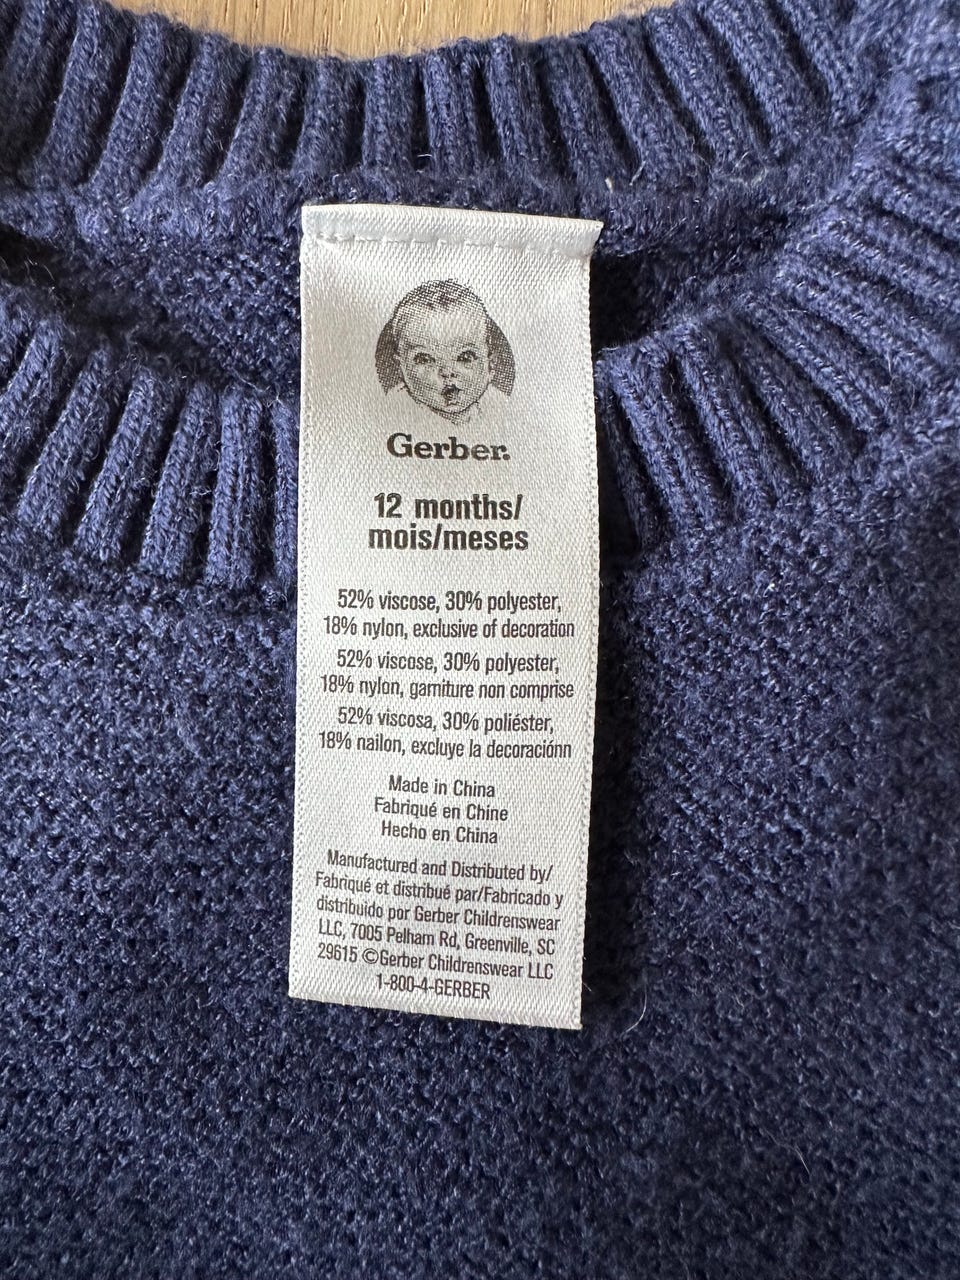 Gerber.
12 months/
mois/meses
52% viscose, 30% polyester,
18% nylon, exclusive of decoration
52% viscose, 30% polyester,
18% nylon, garniture non comprise
52% viscosa, 30% poliéster,
18% nailon, excluye la decoraciónn
Made in China
Fabriqué en Chine
Hecho en China
Manufactured and Distributed by/
Fabriqué et distribué par/Fabricado y
distribuido por Gerber Childrenswear
LLC, 7005 Pelham Rd, Greenville, SC
29615 ©Gerber Childrenswear LLC
1-800-4-GERBER